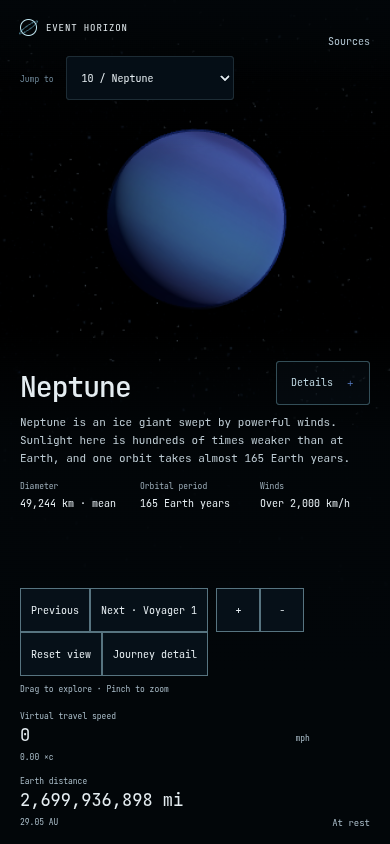 EVENT HORIZON
Sources
Jump to
10 / Neptune
Neptune
Details +
Neptune is an ice giant swept by powerful winds.
Sunlight here is hundreds of times weaker than at
Earth, and one orbit takes almost 165 Earth years.
Diameter Orbital period Winds
49,244 km · mean 165 Earth years Over 2,000 km/h
Previous Next · Voyager 1 + -
Reset view Journey detail
Drag to explore · Pinch to zoom
Virtual travel speed
0 mph
0.00 ×c
Earth distance
2,699,936,898 mi
29.05 AU At rest